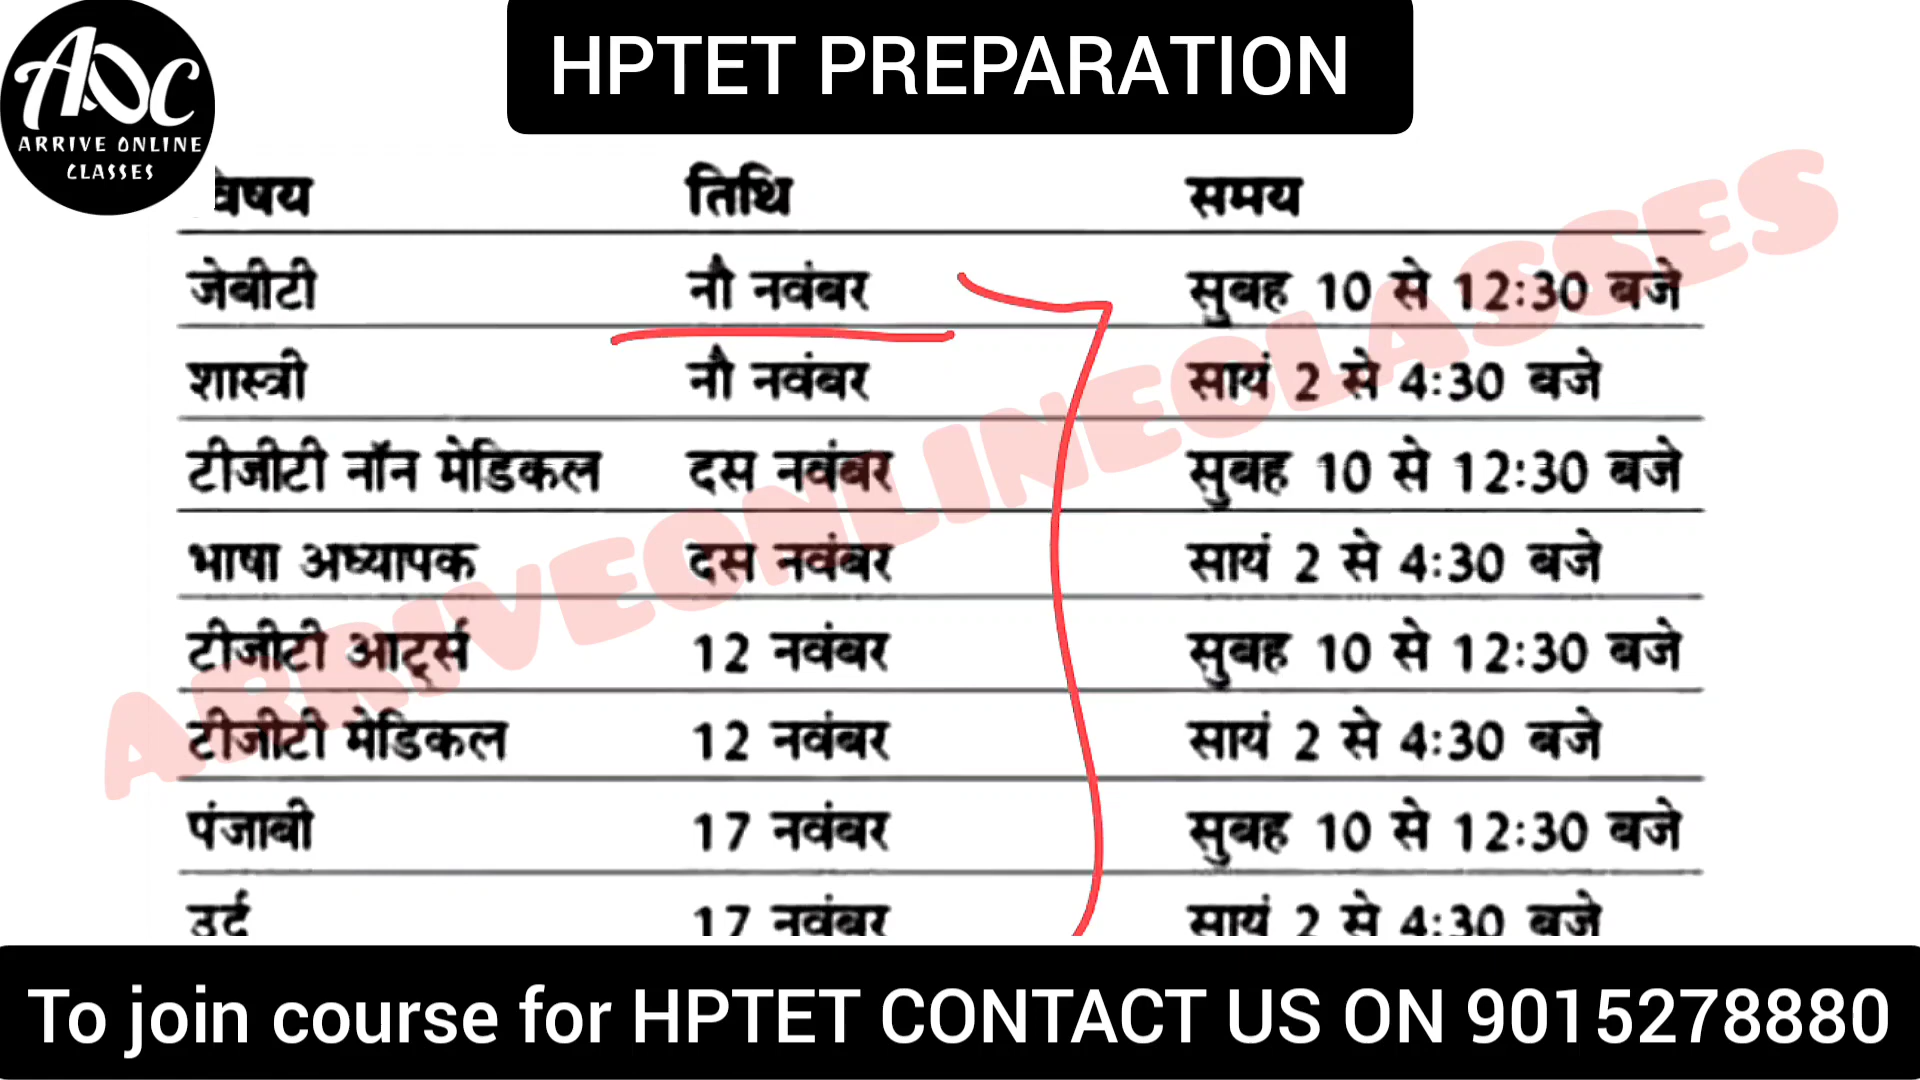 AOC
ARRIVE ONLINE
CLASSES
HPTET PREPARATION
विषय तिथि समय
जेबीटी नौ नवंबर सुबह 10 से 12:30 बजे
शास्त्री नौ नवंबर सायं 2 से 4:30 बजे
टीजीटी नॉन मेडिकल दस नवंबर सुबह 10 से 12:30 बजे
भाषा अध्यापक दस नवंबर सायं 2 से 4:30 बजे
टीजीटी आर्ट्स 12 नवंबर सुबह 10 से 12:30 बजे
टीजीटी मेडिकल 12 नवंबर सायं 2 से 4:30 बजे
पंजाबी 17 नवंबर सुबह 10 से 12:30 बजे
उर्दू 17 नवंबर सायं 2 से 4:30 बजे
ARRIVEONLINECLASSES
To join course for HPTET CONTACT US ON 9015278880